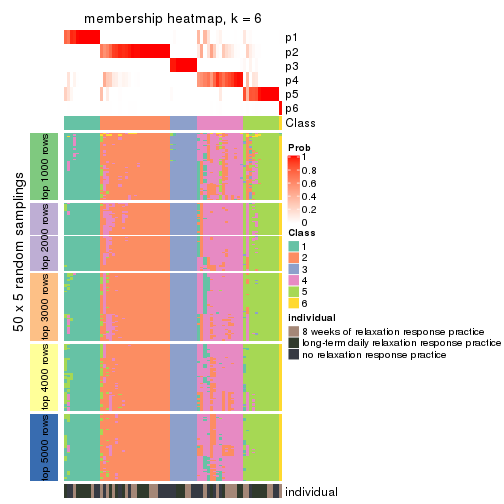 membership heatmap, k = 6
p1
p2
p3
p4
p5
p6
Class
50 x 5 random samplings
top 1000 rows
top 2000 rows
top 3000 rows
top 4000 rows
top 5000 rows
individual
Prob
1
0.8
0.6
0.4
0.2
0
Class
1
2
3
4
5
6
individual
8 weeks of relaxation response practice
long-term daily relaxation response practice
no relaxation response practice